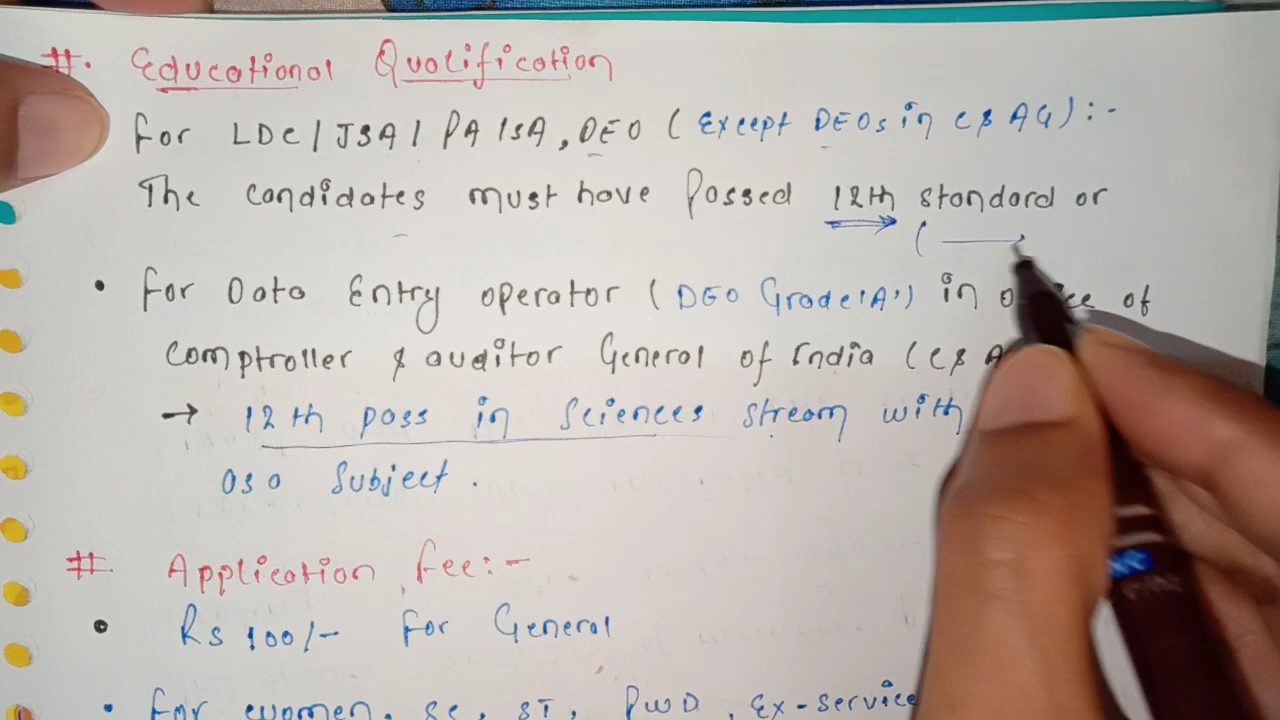 #. Educational Qualification
For LDC/JSA/PA/SA, DEO (Except DEOs in C&AG):-
The candidates must have Passed 12th standard or
• For Data Entry operator (DEO Grade 'A') in of
Comptroller & auditor General of India (C& A
→ 12th pass in Sciences stream with
as a Subject.
# Application fee:-
• Rs 100/- For General
• For women, SC, ST, PwD, Ex-service